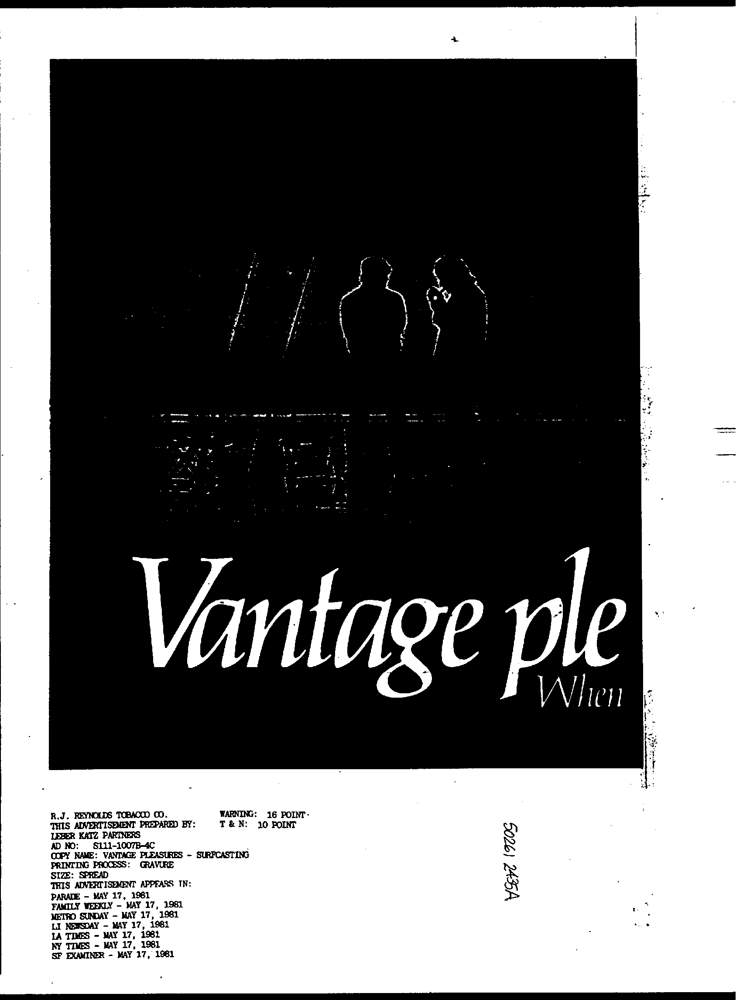 Vantage ple
When
R.J. REYNOLDS TOBACCO CO.
THIS ADVERTISEMENT PREPARED BY:
LEBER KATZ PARTNERS
AD NO: S111-1007B-4C
COPY NAME: VANTAGE PLEASURES - SURFCASTING
PRINTING PROCESS: GRAVURE
SIZE: SPREAD
THIS ADVERTISEMENT APPEARS IN:
PARADE - MAY 17, 1981
FAMILY WEEKLY - MAY 17, 1981
METRO SUNDAY - MAY 17, 1981
LI NEWSDAY - MAY 17, 1981
LA TIMES - MAY 17, 1981
NY TIMES - MAY 17, 1981
SF EXAMINER - MAY 17, 1981
WARNING: 16 POINT
T & N: 10 POINT
50261 2435A